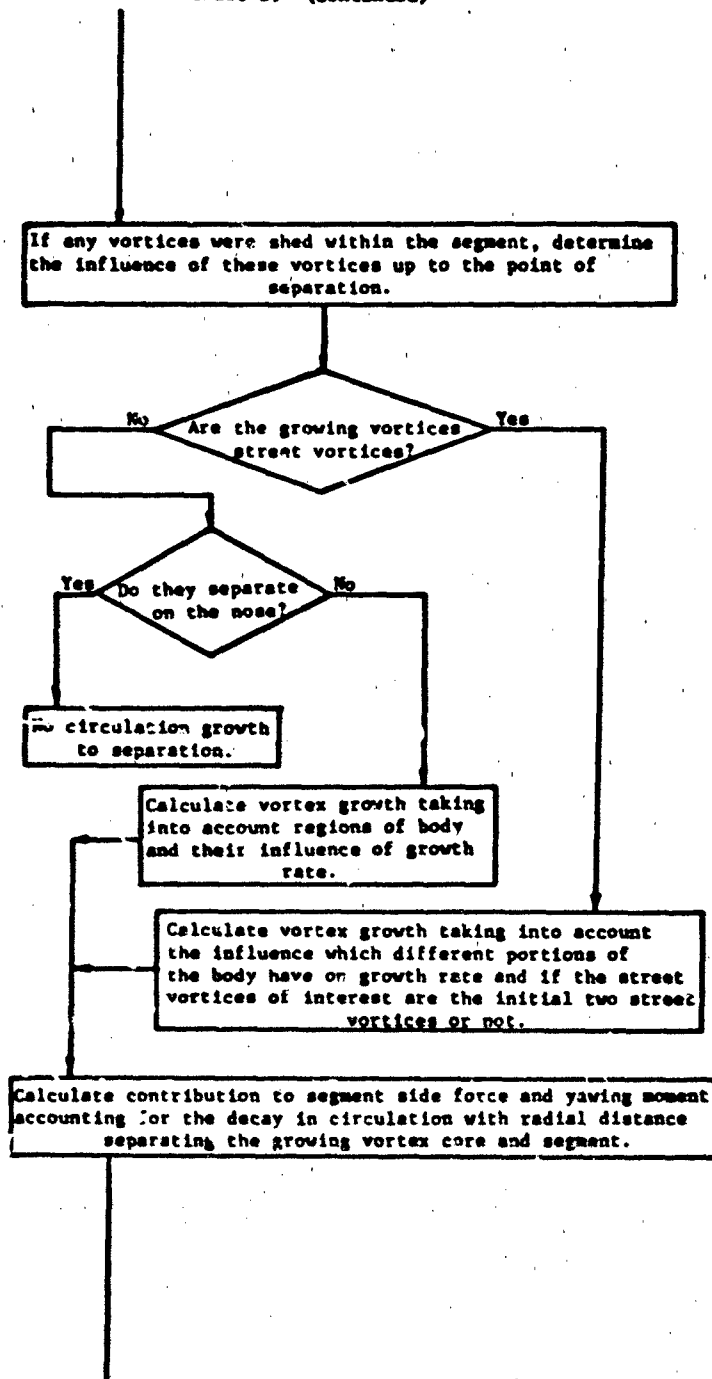 (Continued)
If any vortices were shed within the segment, determine
the influence of these vortices up to the point of
separation.
No
Yes
Are the growing vortices
street vortices?
Yes
No
Do they separate
on the nose?
No circulation growth
to separation.
Calculate vortex growth taking
into account regions of body
and their influence of growth
rate.
Calculate vortex growth taking into account
the influence which different portions of
the body have on growth rate and if the street
vortices of interest are the initial two street
vortices or not.
Calculate contribution to segment side force and yawing moment
accounting for the decay in circulation with radial distance
separating the growing vortex core and segment.